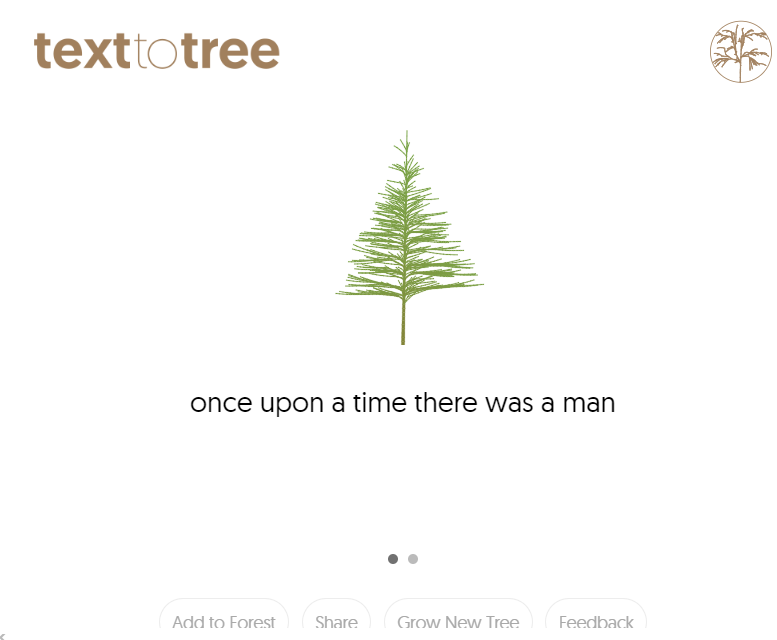 texttotree
once upon a time there was a man
Add to Forest
Share
Grow New Tree
Feedback